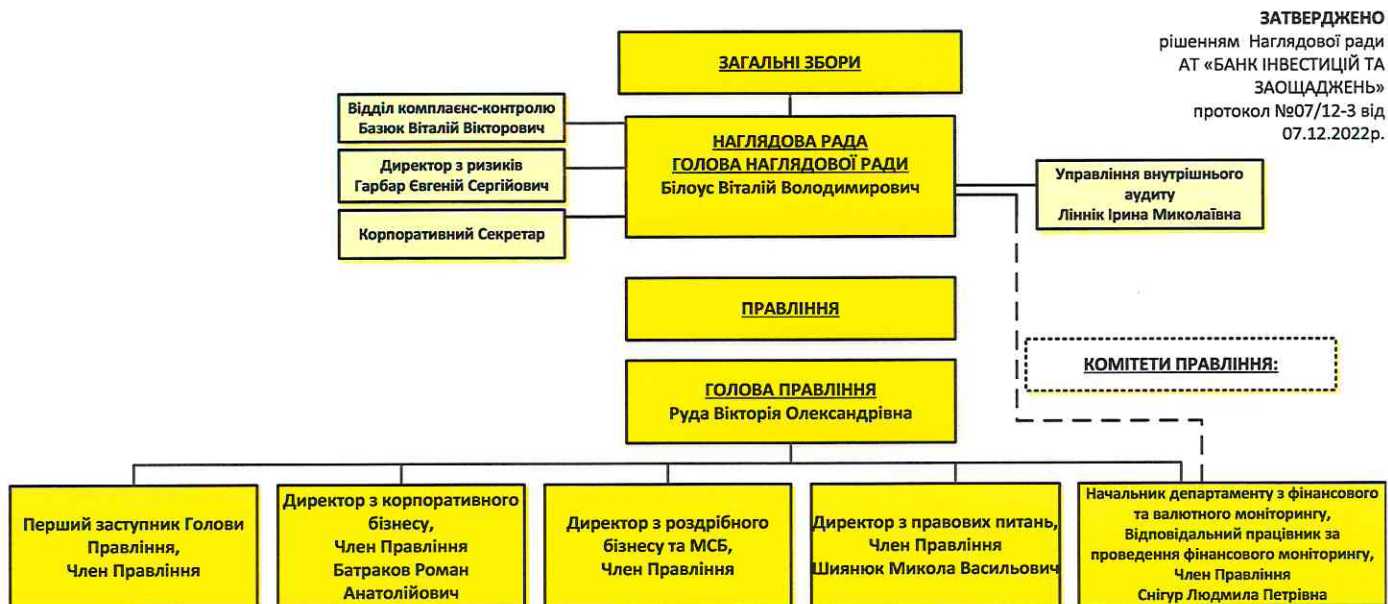 ЗАТВЕРДЖЕНО
рішенням Наглядової ради
АТ «БАНК ІНВЕСТИЦІЙ ТА
ЗАОЩАДЖЕНЬ»
протокол №07/12-3 від
07.12.2022р.
ЗАГАЛЬНІ ЗБОРИ
Відділ комплаєнс-контролю
Базюк Віталій Вікторович
Директор з ризиків
Гарбар Євгеній Сергійович
Корпоративний Секретар
НАГЛЯДОВА РАДА
ГОЛОВА НАГЛЯДОВОЇ РАДИ
Білоус Віталій Володимирович
Управління внутрішнього
аудиту
Ліннік Ірина Миколаївна
ПРАВЛІННЯ
КОМІТЕТИ ПРАВЛІННЯ:
ГОЛОВА ПРАВЛІННЯ
Руда Вікторія Олександрівна
Перший заступник Голови
Правління,
Член Правління
Директор з корпоративного
бізнесу,
Член Правління
Батраков Роман
Анатолійович
Директор з роздрібного
бізнесу та МСБ,
Член Правління
Директор з правових питань,
Член Правління
Шиянюк Микола Васильович
Начальник департаменту з фінансового
та валютного моніторингу,
Відповідальний працівник за
проведення фінансового моніторингу,
Член Правління
Снігур Людмила Петрівна